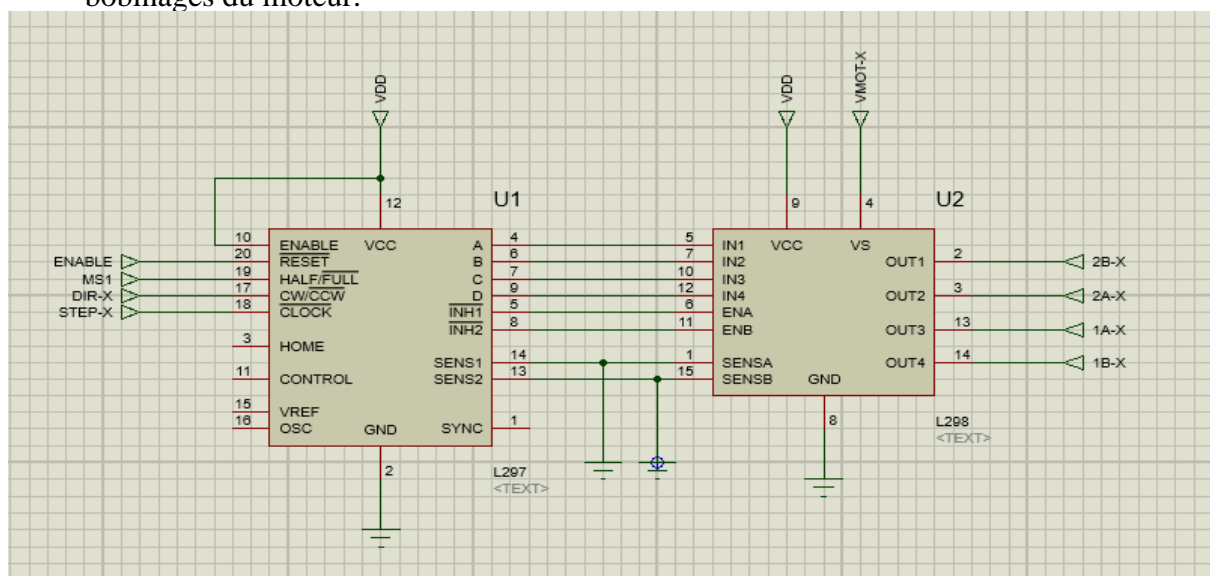 bobinages du moteur.
VDD
VDD
VMOT-X
U1
U2
12
9
4
10
ENABLE
VCC
A
4
5
IN1
VCC
VS
20
RESET
B
6
7
IN2
OUT1
2
2B-X
ENABLE
19
HALF/FULL
C
7
10
IN3
MS1
17
CW/CCW
D
9
12
IN4
OUT2
3
2A-X
DIR-X
18
CLOCK
INH1
5
6
ENA
STEP-X
INH2
8
11
ENB
OUT3
13
1A-X
3
HOME
SENS1
14
1
SENSA
OUT4
14
1B-X
11
CONTROL
SENS2
13
15
SENSB
GND
15
VREF
16
OSC
GND
SYNC
1
8
L298
<TEXT>
2
L297
<TEXT>